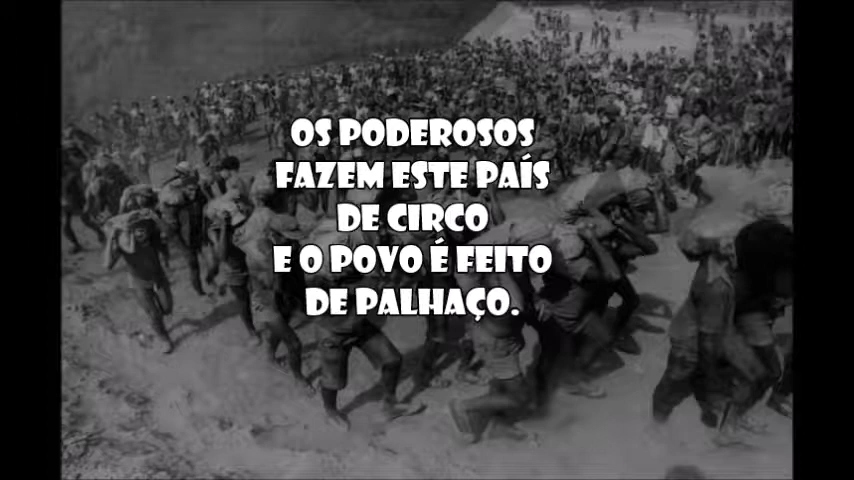 OS PODEROSOS
FAZEM ESTE PAÍS
DE CIRCO
E O POVO É FEITO
DE PALHAÇO.